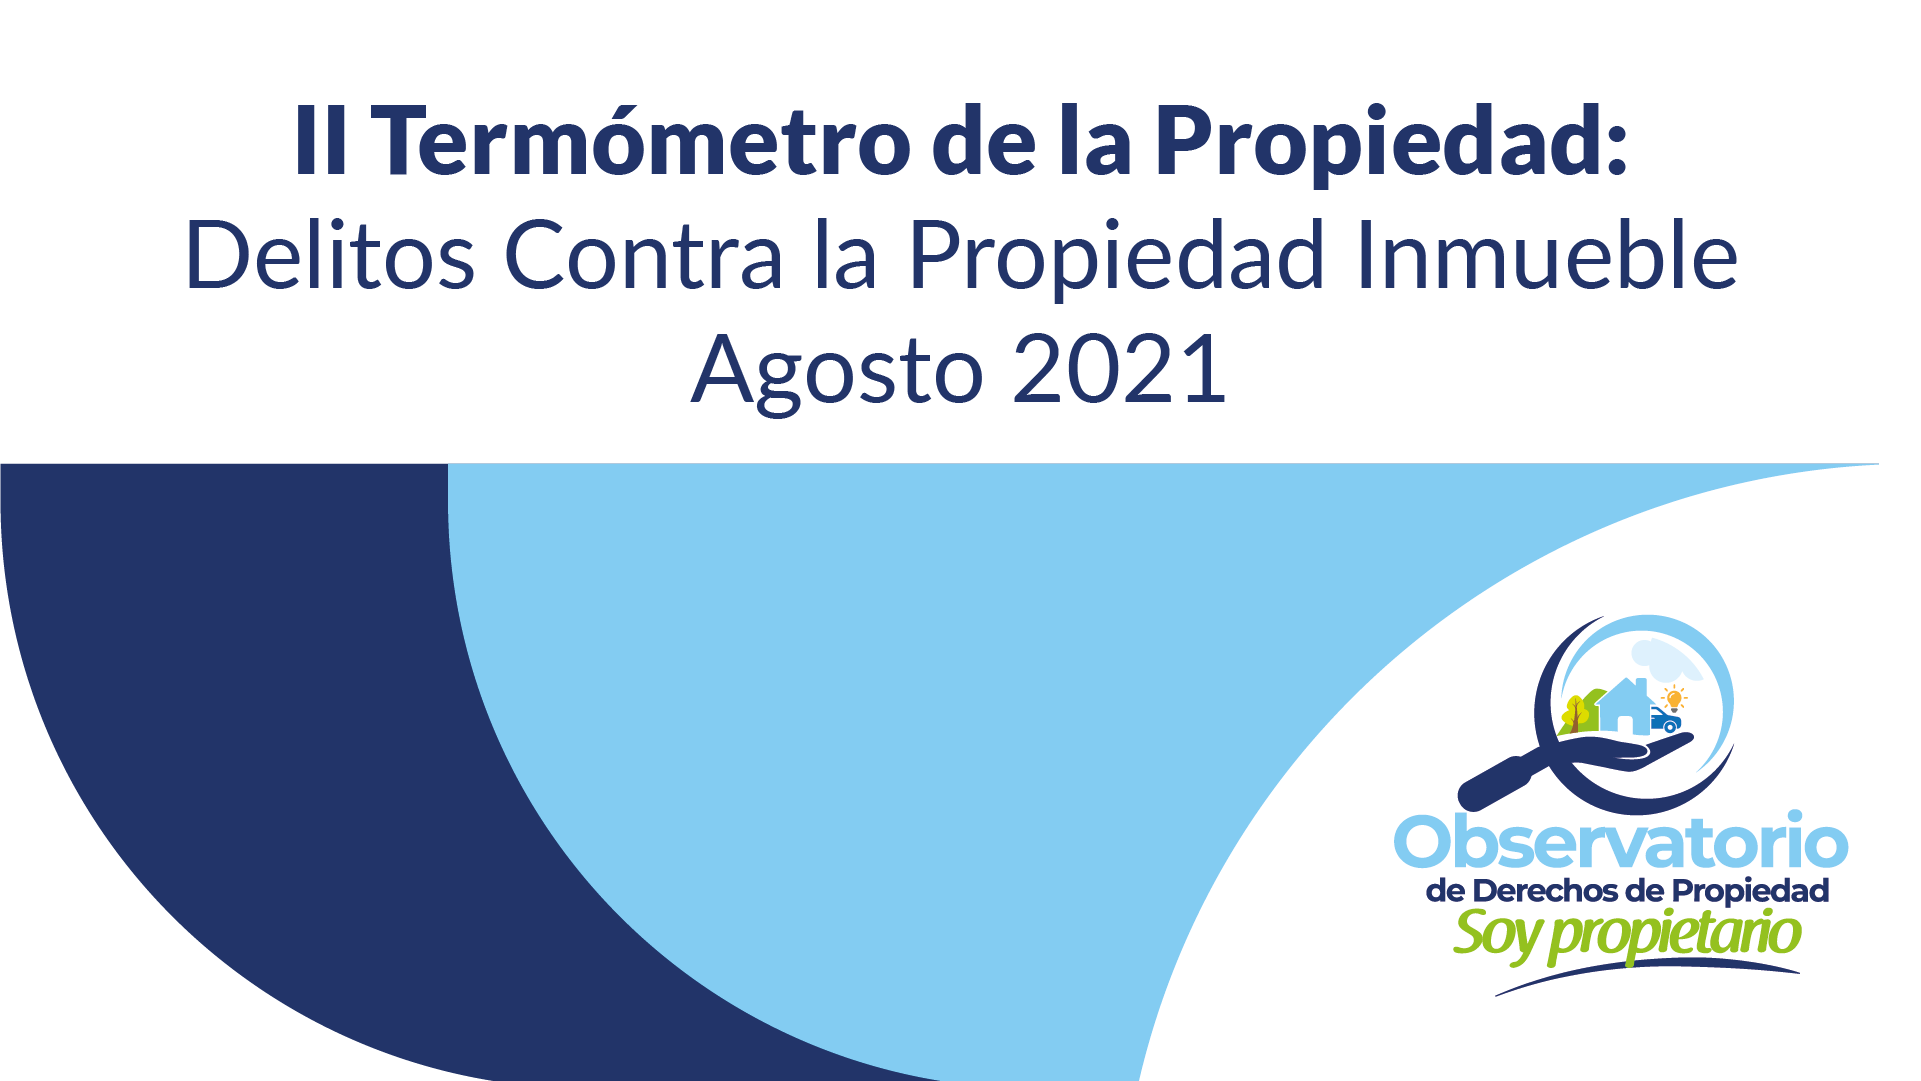 II Termómetro de la Propiedad:
Delitos Contra la Propiedad Inmueble
Agosto 2021
Observatorio
de Derechos de Propiedad
Soy propietario